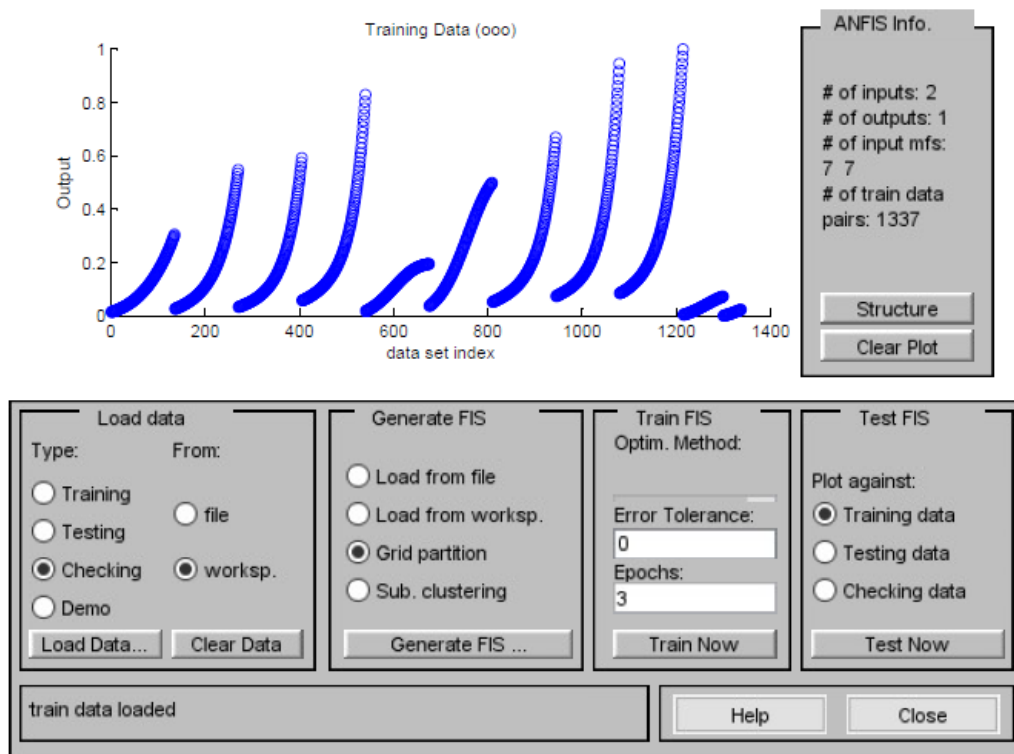 Training Data (ooo)
1
0.8
0.6
0.4
0.2
0
Output
0
200
400
600
800
1000
1200
1400
data set index
ANFIS Info.
# of inputs: 2
# of outputs: 1
# of input mfs:
7 7
# of train data
pairs: 1337
Structure
Clear Plot
Load data
Type:
From:
Training
Testing
Checking
Demo
file
worksp.
Load Data...
Clear Data
Generate FIS
Load from file
Load from worksp.
Grid partition
Sub. clustering
Generate FIS ...
Train FIS
Optim. Method:
Error Tolerance:
0
Epochs:
3
Train Now
Test FIS
Plot against:
Training data
Testing data
Checking data
Test Now
train data loaded
Help
Close